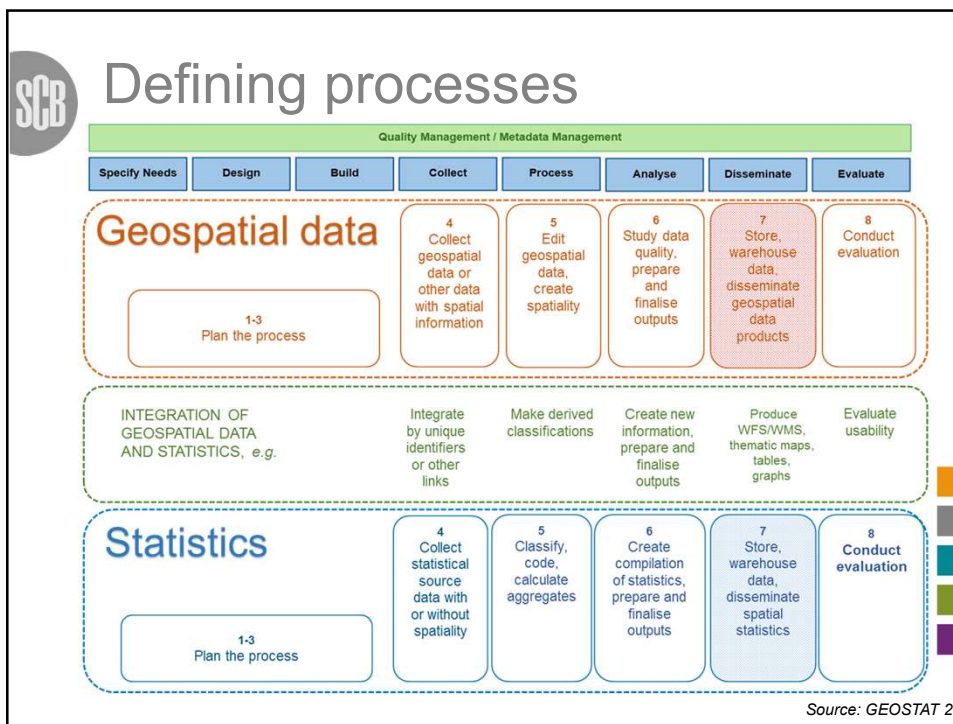 SCB
Defining processes
Quality Management / Metadata Management
Specify Needs
Design
Build
Collect
Process
Analyse
Disseminate
Evaluate
Geospatial data
1-3
Plan the process
4
Collect
geospatial
data or
other data
with spatial
information
5
Edit
geospatial
data,
create
spatiality
6
Study data
quality,
prepare
and
finalise
outputs
7
Store,
warehouse
data,
disseminate
geospatial
data
products
8
Conduct
evaluation
INTEGRATION OF
GEOSPATIAL DATA
AND STATISTICS, e.g.
Integrate
by unique
identifiers
or other
links
Make derived
classifications
Create new
information,
prepare and
finalise
outputs
Produce
WFS/WMS,
thematic maps,
tables,
graphs
Evaluate
usability
Statistics
1-3
Plan the process
4
Collect
statistical
source
data with
or without
spatiality
5
Classify,
code,
calculate
aggregates
6
Create
compilation
of statistics,
prepare and
finalise
outputs
7
Store,
warehouse
data,
disseminate
spatial
statistics
8
Conduct
evaluation
Source: GEOSTAT 2